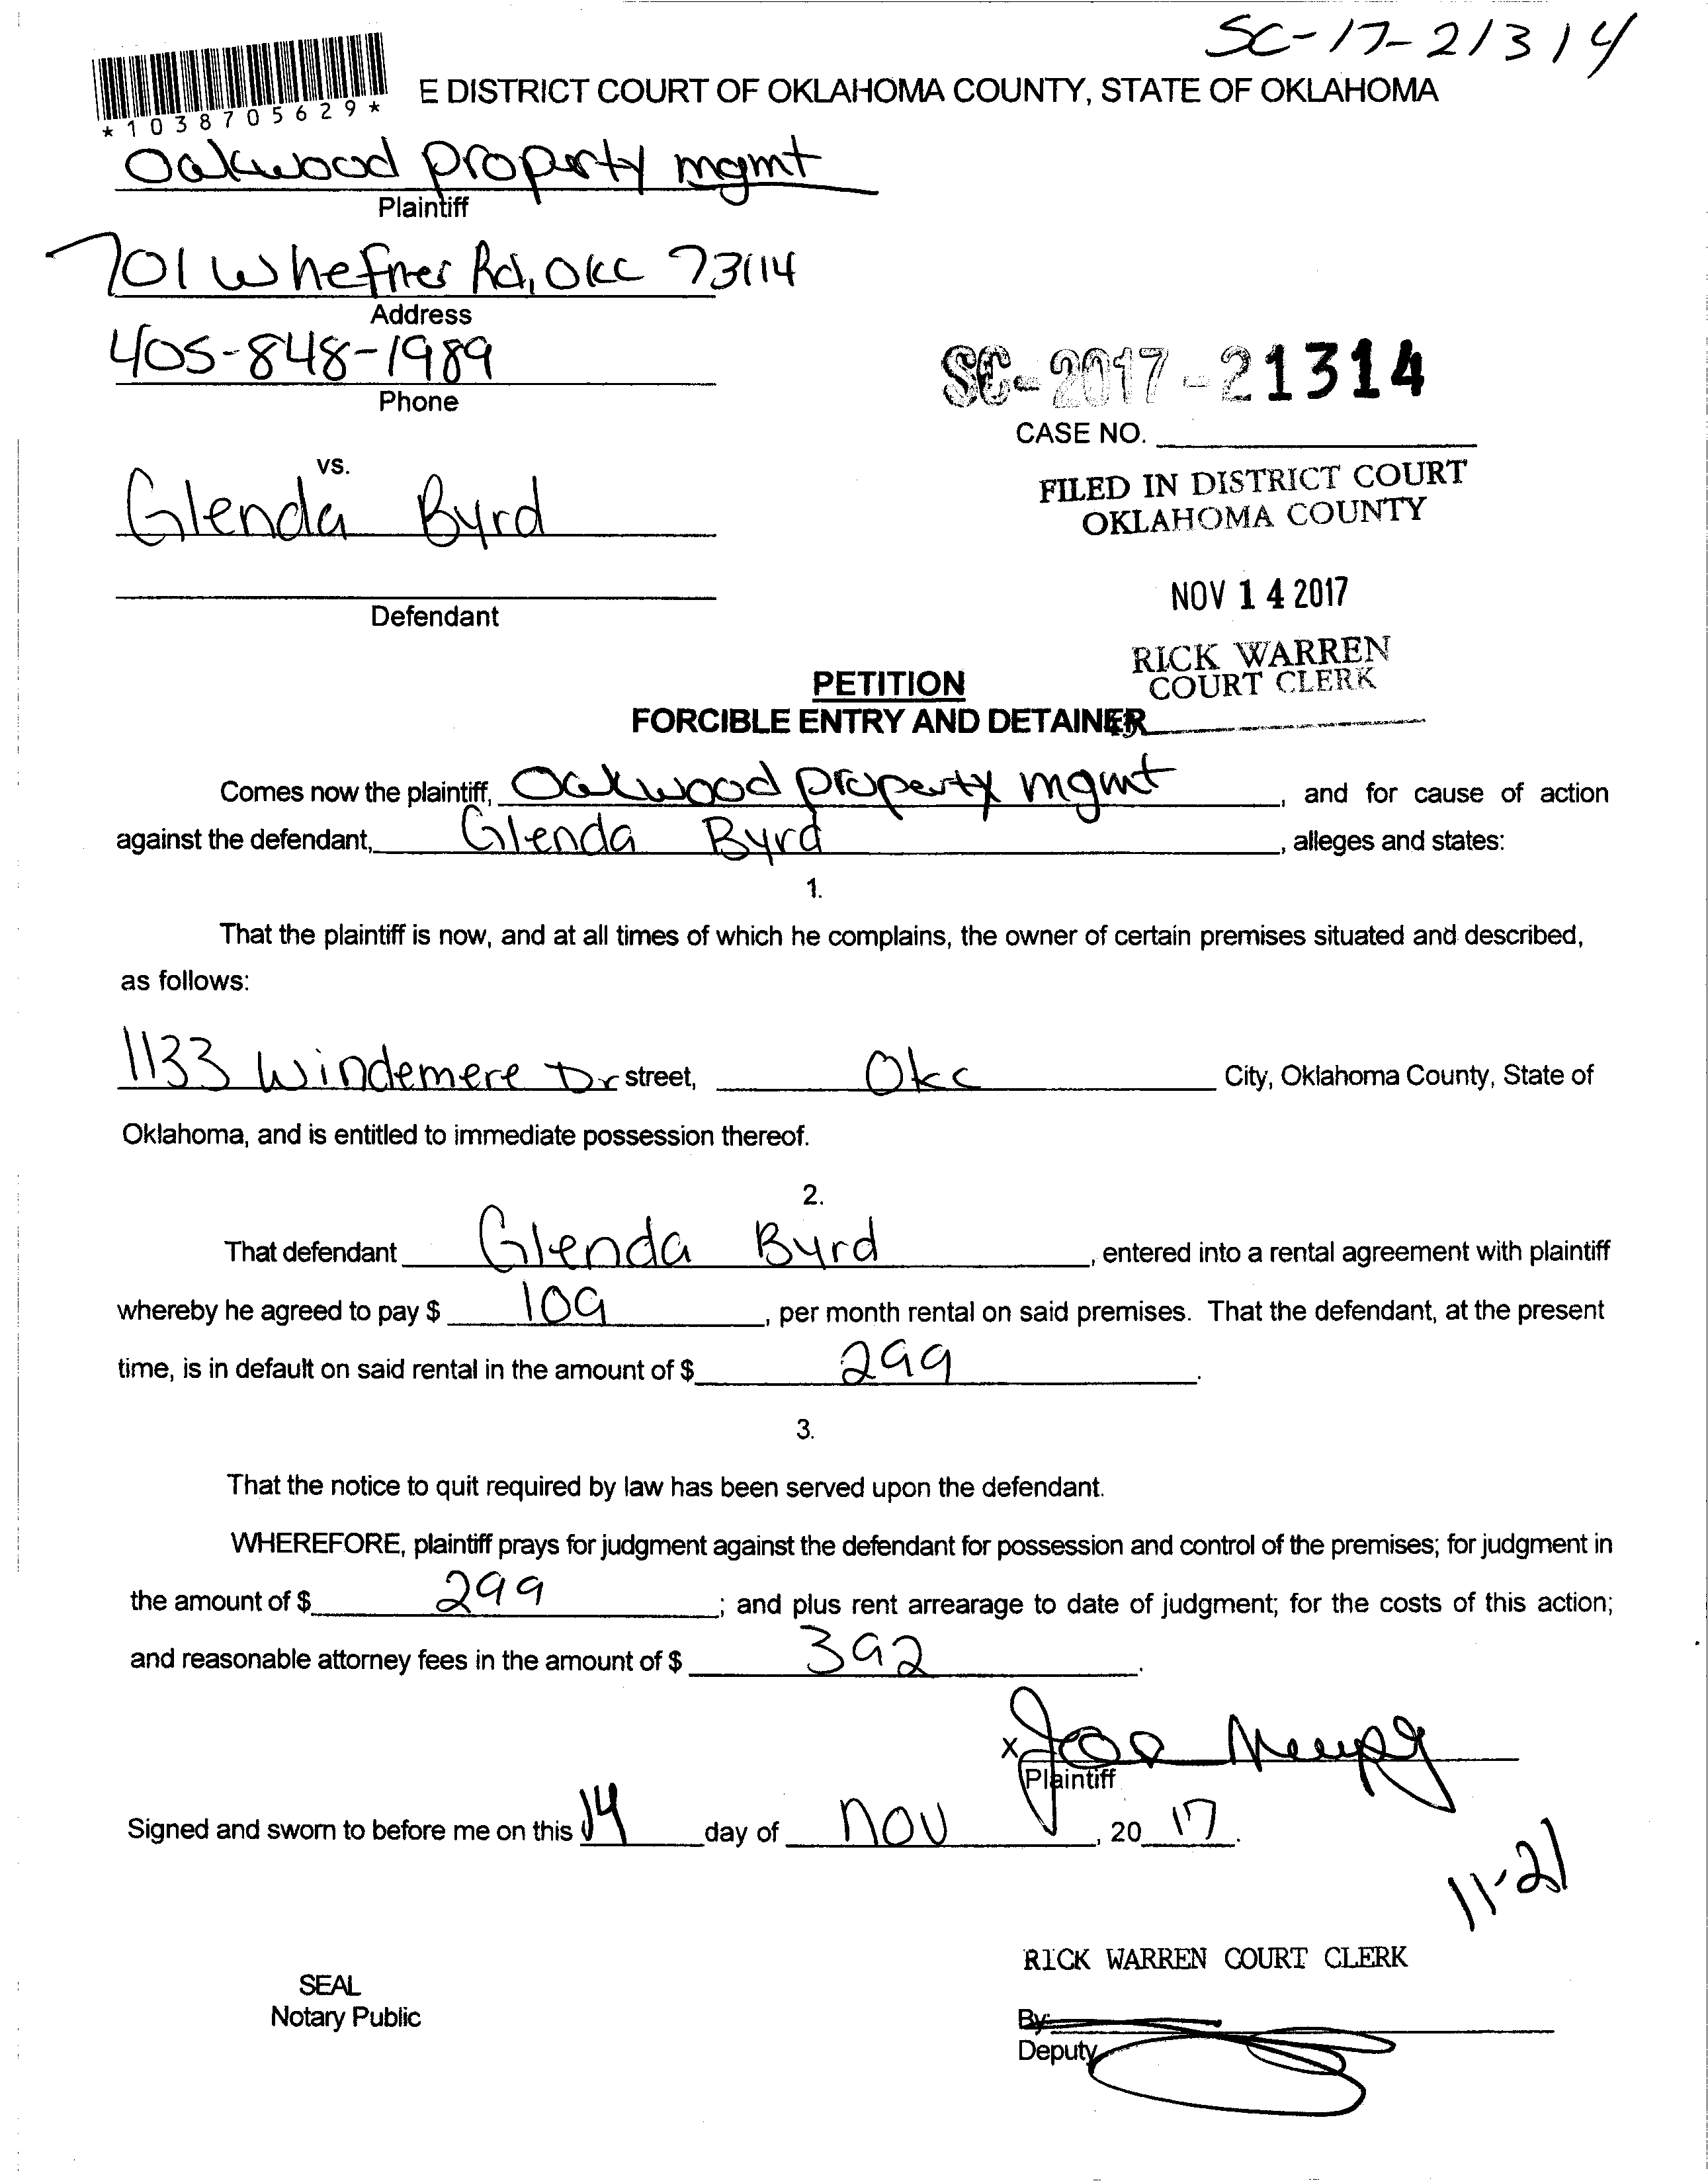 SC-17-21314
*1038705629*
E DISTRICT COURT OF OKLAHOMA COUNTY, STATE OF OKLAHOMA
Oakwood property mgmt
Plaintiff
701 W hefner Rd, OKC 73114
Address
405-848-1989
Phone
SC-2017-21314
CASE NO.
vs.
FILED IN DISTRICT COURT
OKLAHOMA COUNTY
Glenda Byrd
NOV 14 2017
Defendant
RICK WARREN
COURT CLERK
PETITION
FORCIBLE ENTRY AND DETAINER
Comes now the plaintiff, Oakwood property mgmt, and for cause of action
against the defendant, Glenda Byrd, alleges and states:
1.
That the plaintiff is now, and at all times of which he complains, the owner of certain premises situated and described,
as follows:
1133 Windemere Dr street, Okc City, Oklahoma County, State of
Oklahoma, and is entitled to immediate possession thereof.
2.
That defendant Glenda Byrd, entered into a rental agreement with plaintiff
whereby he agreed to pay $ 109, per month rental on said premises. That the defendant, at the present
time, is in default on said rental in the amount of $ 299.
3.
That the notice to quit required by law has been served upon the defendant.
WHEREFORE, plaintiff prays for judgment against the defendant for possession and control of the premises; for judgment in
the amount of $ 299; and plus rent arrearage to date of judgment; for the costs of this action;
and reasonable attorney fees in the amount of $ 392.
X
Plaintiff
Signed and sworn to before me on this 14 day of nov, 20 17.
11-21
RICK WARREN COURT CLERK
SEAL
Notary Public
By:
Deputy